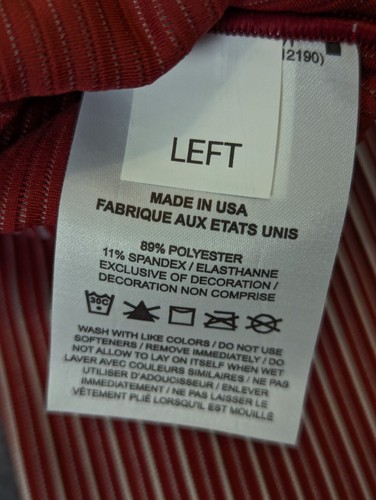 12190)
LEFT
MADE IN USA
FABRIQUE AUX ETATS UNIS
89% POLYESTER
11% SPANDEX / ELASTHANNE
EXCLUSIVE OF DECORATION /
DECORATION NON COMPRISE
30C
WASH WITH LIKE COLORS / DO NOT USE
SOFTENERS / REMOVE IMMEDIATELY / DO
NOT ALLOW TO LAY ON ITSELF WHEN WET
LAVER AVEC COULEURS SIMILAIRES / NE PAS
UTILISER D'ADOUCISSEUR / ENLEVER
IMMEDIATEMENT / NE PAS LAISSER LE
VÊTEMENT PLIÉ LORSQU'IL EST MOUILLÉ